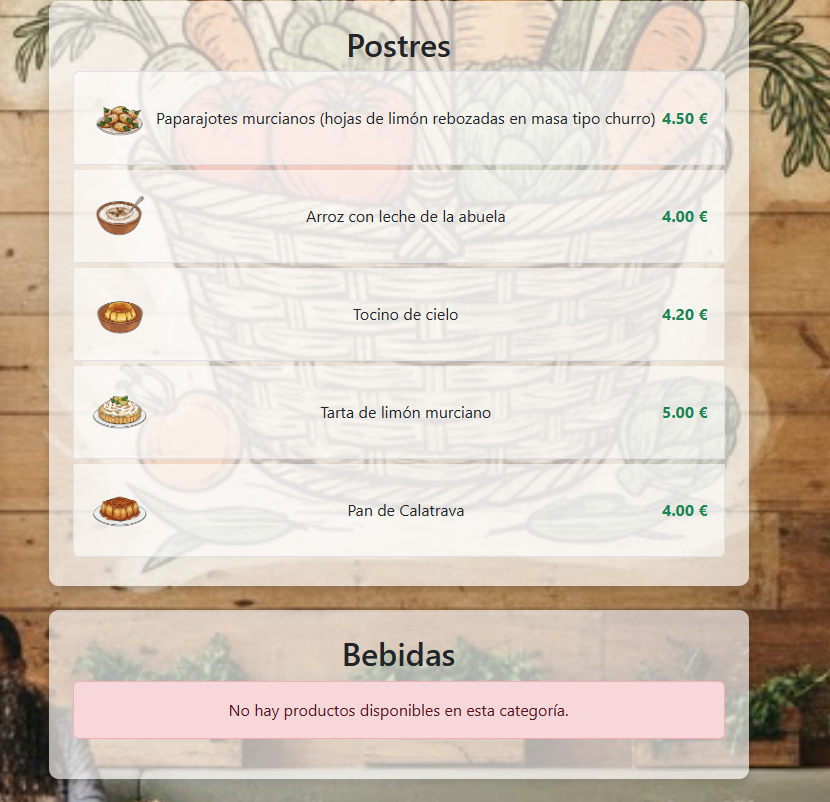 Postres
Paparajotes murcianos (hojas de limón rebozadas en masa tipo churro) 4.50 €
Arroz con leche de la abuela 4.00 €
Tocino de cielo 4.20 €
Tarta de limón murciano 5.00 €
Pan de Calatrava 4.00 €
Bebidas
No hay productos disponibles en esta categoría.